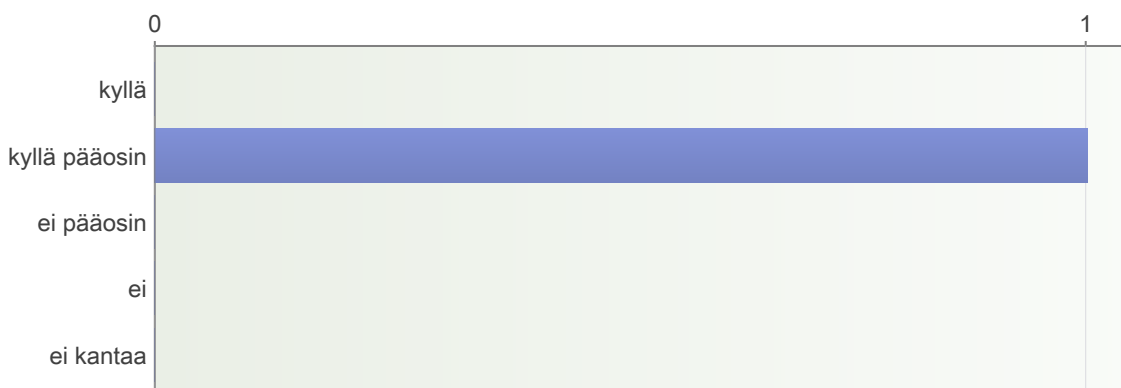 0 1
kyllä
kyllä pääosin
ei pääosin
ei
ei kantaa